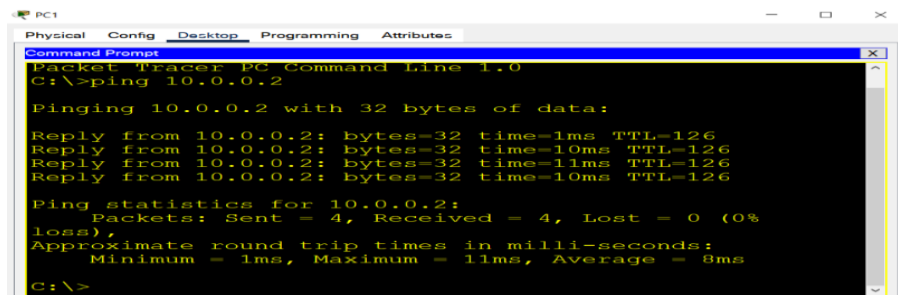 PC1
Physical Config Desktop Programming Attributes
Command Prompt
Packet Tracer PC Command Line 1.0
C:\>ping 10.0.0.2
Pinging 10.0.0.2 with 32 bytes of data:
Reply from 10.0.0.2: bytes=32 time=1ms TTL=126
Reply from 10.0.0.2: bytes=32 time=10ms TTL=126
Reply from 10.0.0.2: bytes=32 time=11ms TTL=126
Reply from 10.0.0.2: bytes=32 time=10ms TTL=126
Ping statistics for 10.0.0.2:
Packets: Sent = 4, Received = 4, Lost = 0 (0%
loss),
Approximate round trip times in milli-seconds:
Minimum = 1ms, Maximum = 11ms, Average = 8ms
C:\>